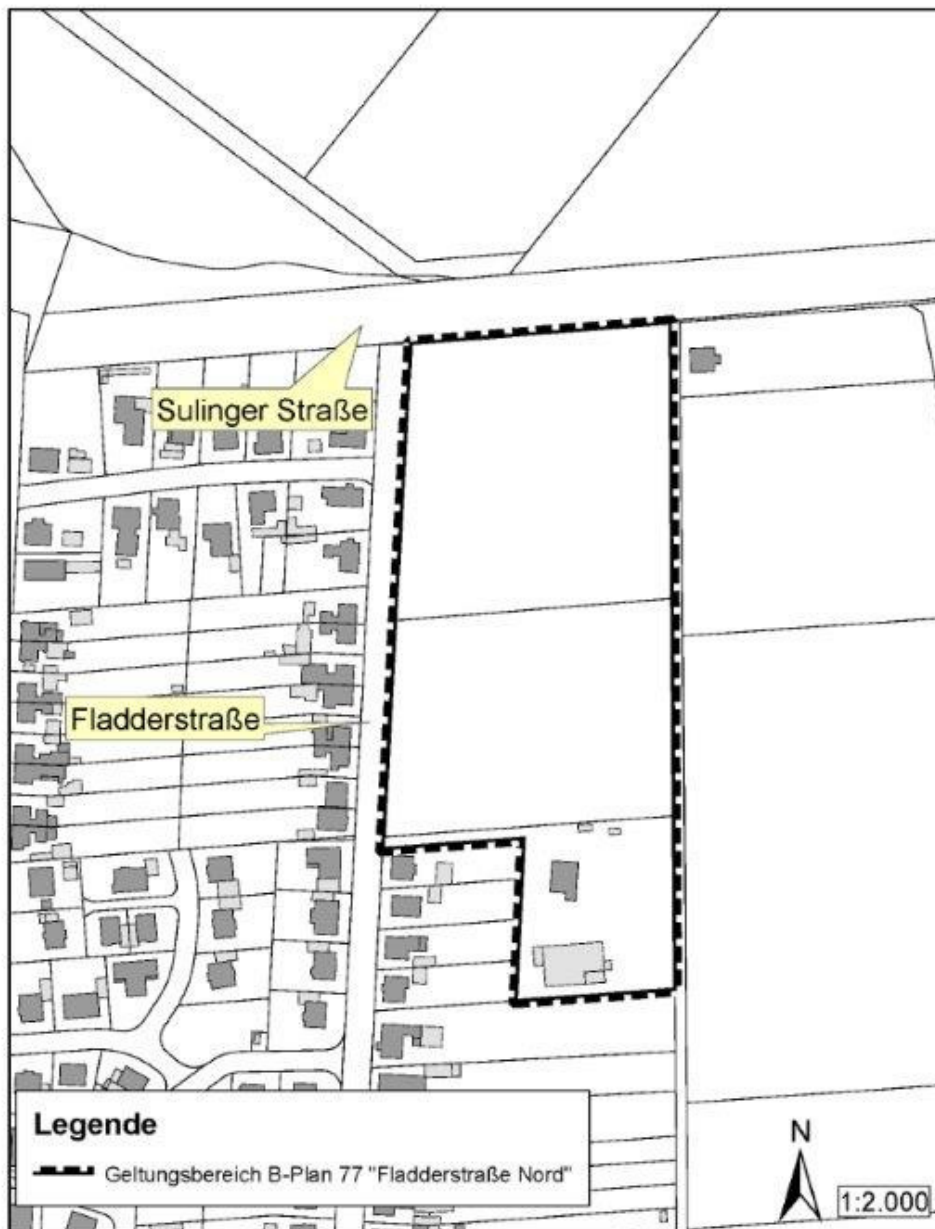 Sulinger Straße
Fladderstraße
Legende
Geltungsbereich B-Plan 77 "Fladderstraße Nord"
N
1:2.000